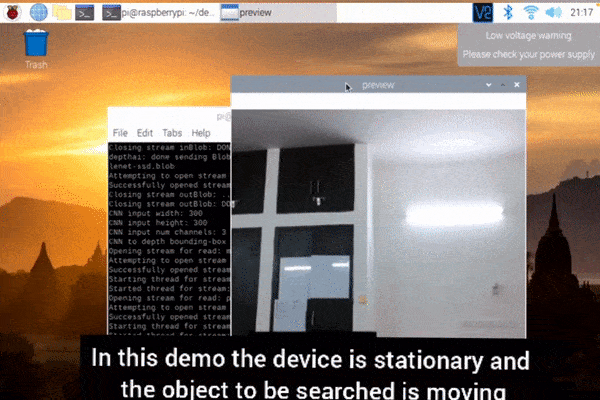 pi@raspberrypi: ~/de...
preview
V2
21:17
Low voltage warning
Please check your power supply
Trash
preview
pi@
File Edit Tabs Help
Closing stream inBlob: DON
depthai: done sending Blob
lenet-ssd.blob
Attempting to open stream
Successfully opened stream
Closing stream outBlob: ..
Closing stream outBlob: DO
CNN input width: 300
CNN input height: 300
CNN input num channels: 3
CNN to depth bounding-box
Opening stream for read: m
Attempting to open stream
Successfully opened stream
Starting thread for stream
Started thread for stream:
Opening stream for read: p
Attempting to open stream
Successfully opened stream
Starting thread for stream
In this demo the device is stationary and
the object to be searched is moving